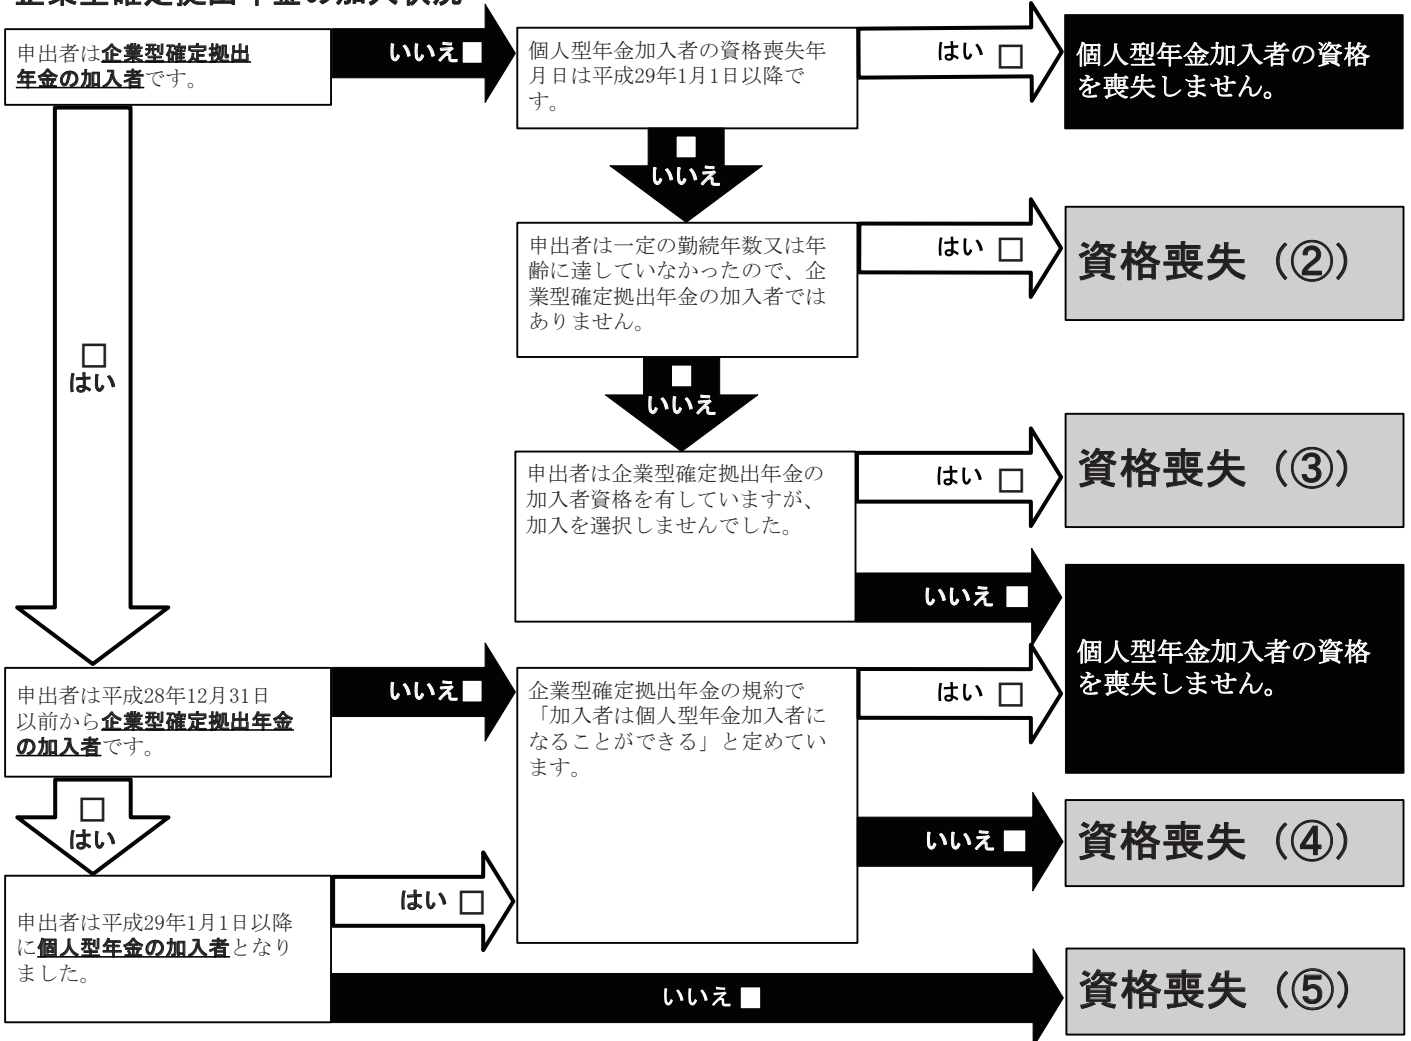 企業型確定拠出年金の加入状況
申出者は企業型確定拠出
年金の加入者です。
いいえ
個人型年金加入者の資格喪失年
月日は平成29年1月1日以降で
す。
はい □
個人型年金加入者の資格
を喪失しません。
いいえ
申出者は一定の勤続年数又は年
齢に達していなかったので、企
業型確定拠出年金の加入者では
ありません。
はい □
資格喪失（②）
□
はい
いいえ
申出者は企業型確定拠出年金の
加入者資格を有していますが、
加入を選択しませんでした。
はい □
資格喪失（③）
いいえ
個人型年金加入者の資格
を喪失しません。
申出者は平成28年12月31日
以前から企業型確定拠出年金
の加入者です。
いいえ
企業型確定拠出年金の規約で
「加入者は個人型年金加入者に
なることができる」と定めてい
ます。
はい □
□
はい
いいえ
資格喪失（④）
申出者は平成29年1月1日以降
に個人型年金の加入者となり
ました。
はい □
いいえ
資格喪失（⑤）